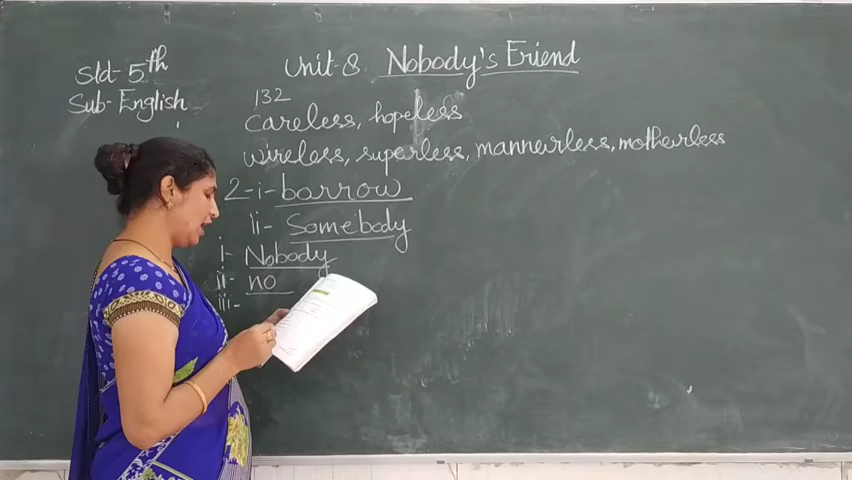 Std- 5th
Sub- English
Unit-8 Nobody's Friend
132
careless, hopeless
wireless, superless, mannerless, motherless
2-i- borrow
ii- Somebody
i- Nobody
ii- no
iii-